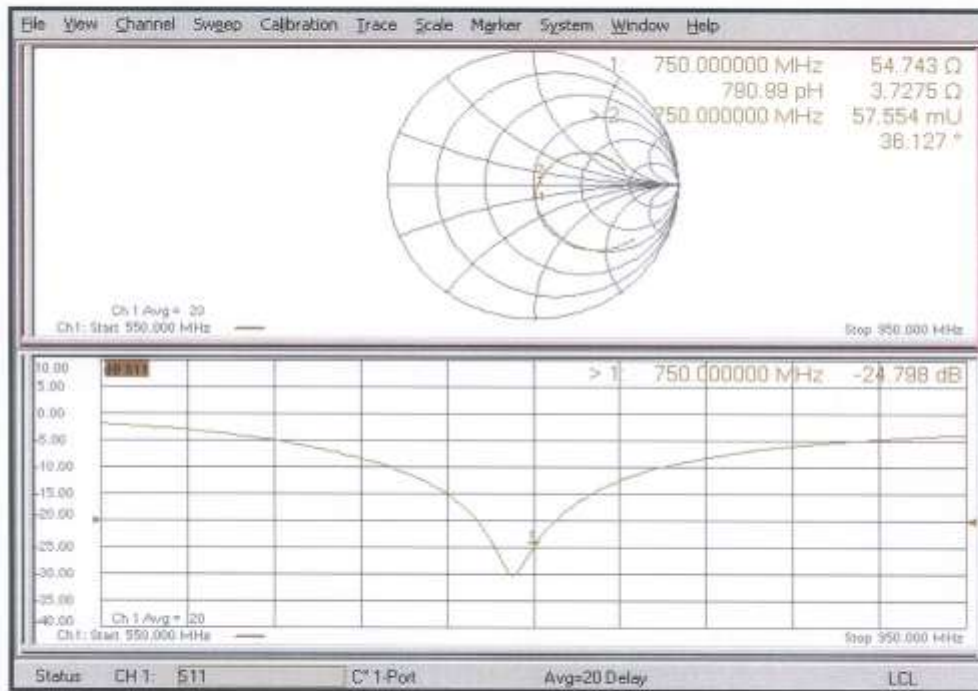 File View Channel Sweep Calibration Trace Scale Marker System Window Help
1 750.000000 MHz 54.743 Ω
790.99 pH 3.7275 Ω
> 2 750.000000 MHz 57.554 mU
36.127 °
Ch 1 Avg = 20
Ch1: Start 550.000 MHz
Stop 950.000 MHz
10.00
5.00
0.00
-5.00
-10.00
-15.00
-20.00
-25.00
-30.00
-35.00
-40.00
> 1 750.000000 MHz -24.798 dB
1
Ch 1 Avg = 20
Ch1: Start 550.000 MHz
Stop 950.000 MHz
Status CH 1: S11 C* 1-Port Avg=20 Delay LCL